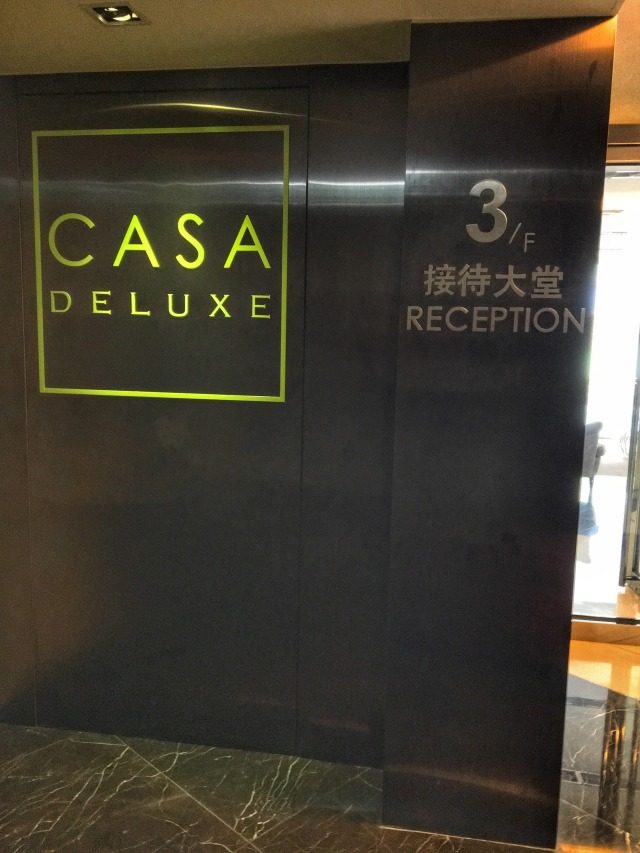 CASA
DELUXE
3/F
接待大堂
RECEPTION